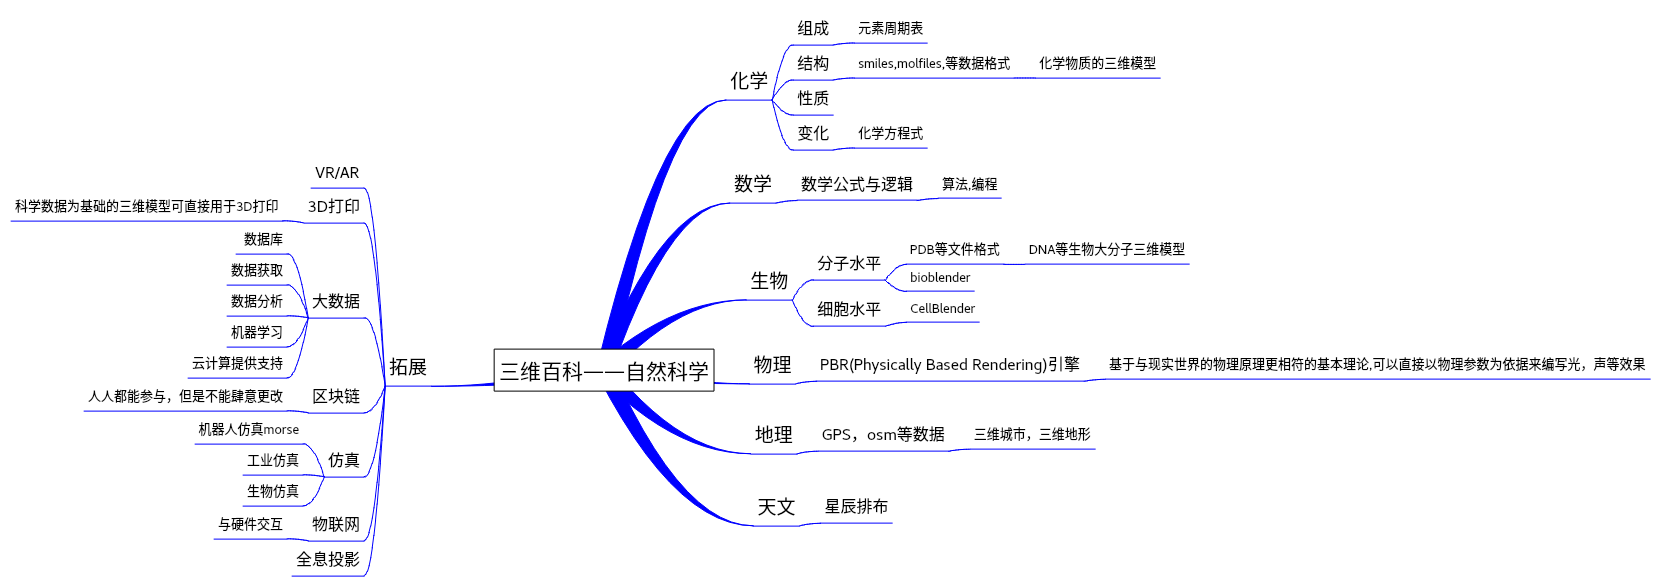 三维百科——自然科学
化学
组成
元素周期表
结构
smiles,molfiles,等数据格式
化学物质的三维模型
性质
变化
化学方程式
数学
数学公式与逻辑
算法,编程
生物
分子水平
PDB等文件格式
DNA等生物大分子三维模型
bioblender
细胞水平
CellBlender
物理
PBR(Physically Based Rendering)引擎
基于与现实世界的物理原理更相符的基本理论,可以直接以物理参数为依据来编写光，声等效果
地理
GPS，osm等数据
三维城市，三维地形
天文
星辰排布
拓展
VR/AR
3D打印
科学数据为基础的三维模型可直接用于3D打印
大数据
数据库
数据获取
数据分析
机器学习
云计算提供支持
区块链
人人都能参与，但是不能肆意更改
仿真
机器人仿真morse
工业仿真
生物仿真
物联网
与硬件交互
全息投影